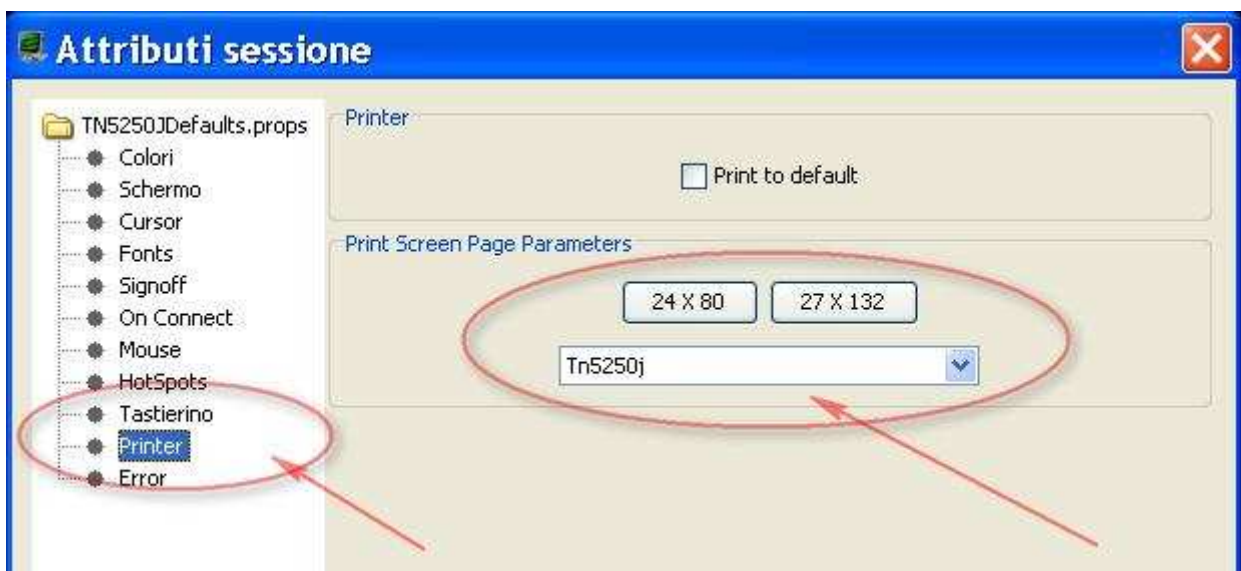 Attributi sessione
TN5250JDefaults.props
Colori
Schermo
Cursor
Fonts
Signoff
On Connect
Mouse
HotSpots
Tastierino
Printer
Error
Printer
Print to default
Print Screen Page Parameters
24 X 80
27 X 132
Tn5250j